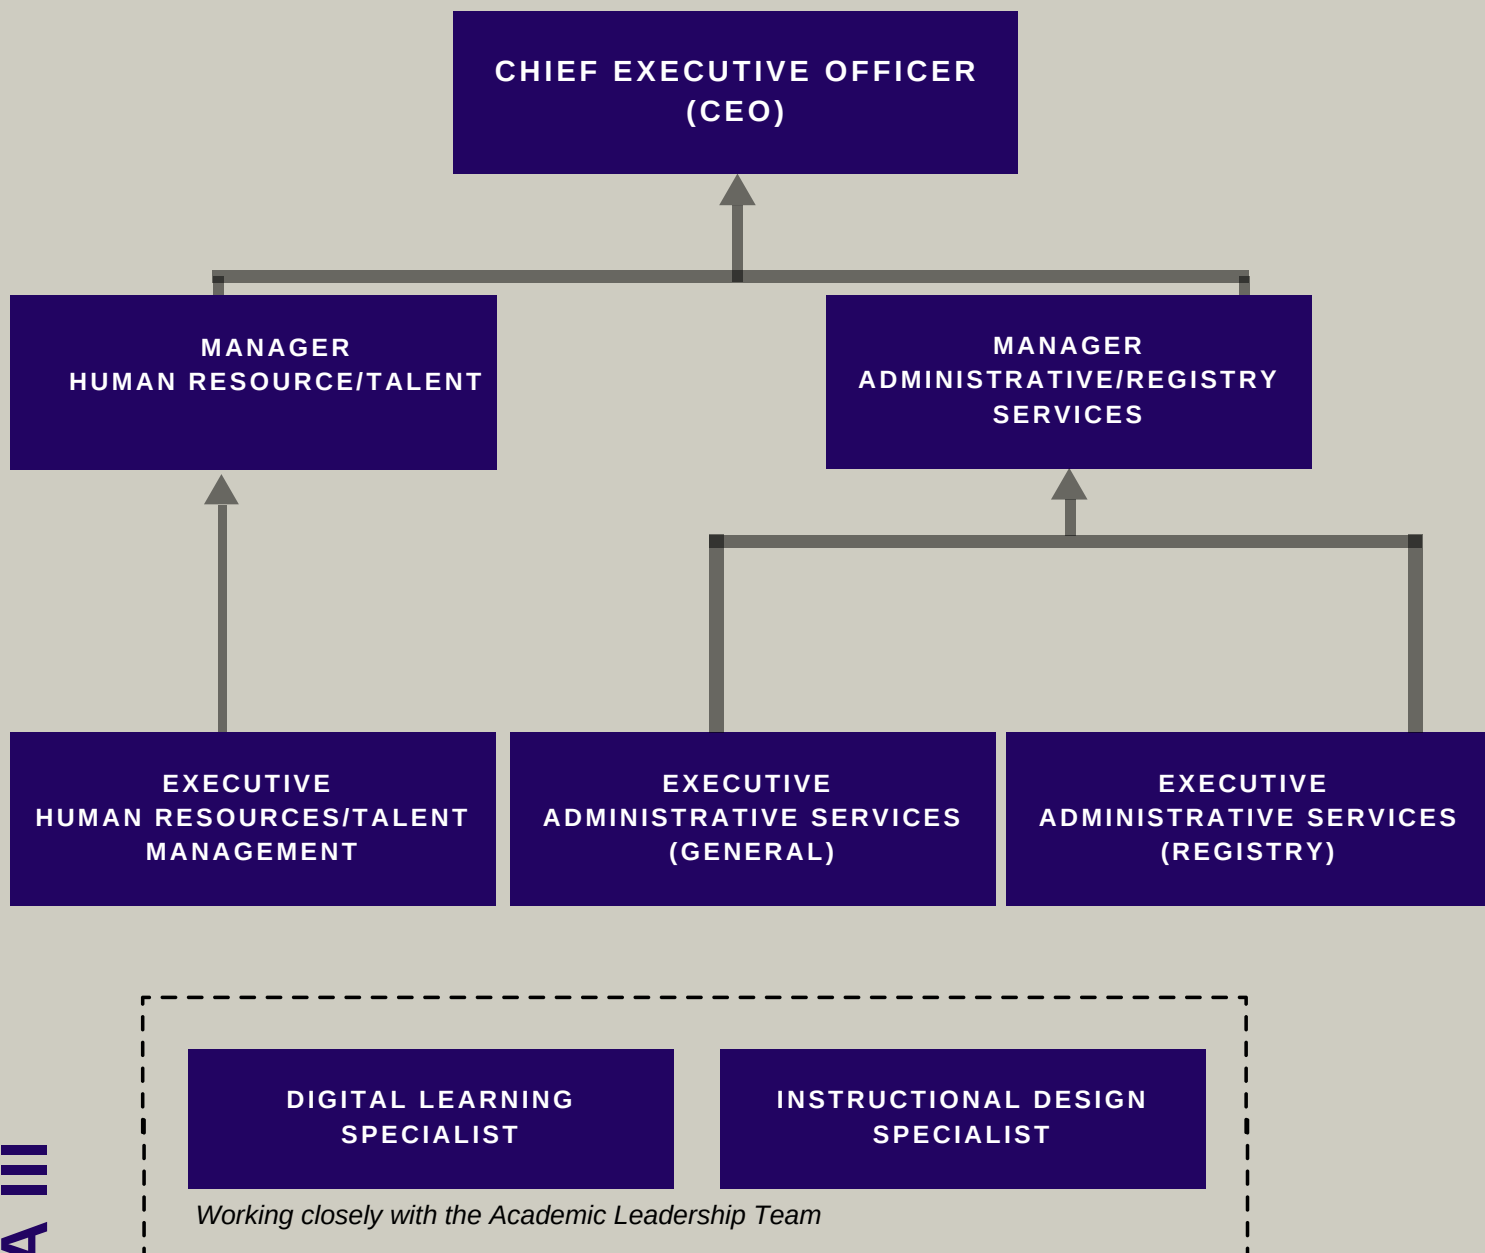 CHIEF EXECUTIVE OFFICER
(CEO)
MANAGER
HUMAN RESOURCE/TALENT
MANAGER
ADMINISTRATIVE/REGISTRY
SERVICES
EXECUTIVE
HUMAN RESOURCES/TALENT
MANAGEMENT
EXECUTIVE
ADMINISTRATIVE SERVICES
(GENERAL)
EXECUTIVE
ADMINISTRATIVE SERVICES
(REGISTRY)
DIGITAL LEARNING
SPECIALIST
INSTRUCTIONAL DESIGN
SPECIALIST
Working closely with the Academic Leadership Team
A III